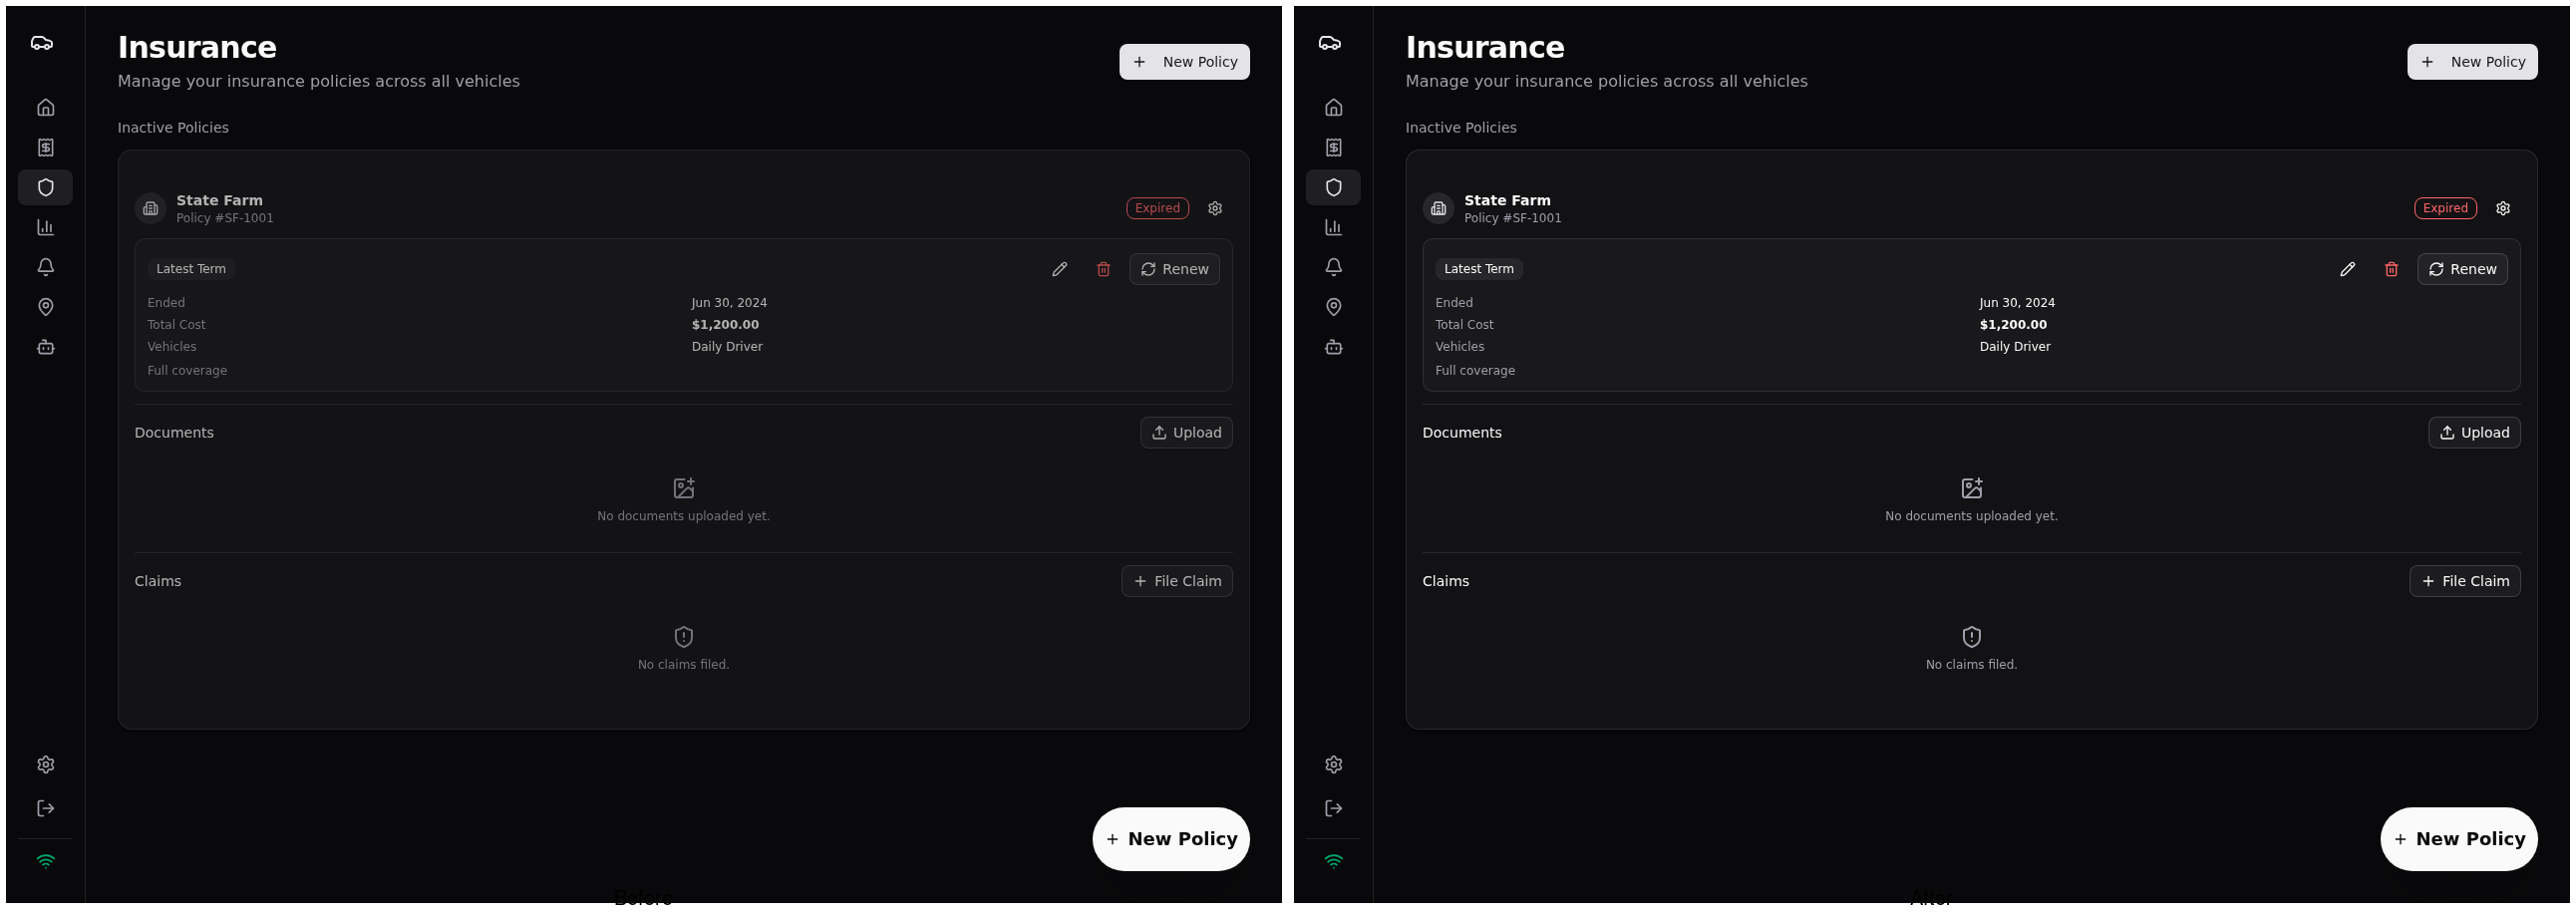 Insurance
Manage your insurance policies across all vehicles
+ New Policy
Inactive Policies
State Farm
Policy #SF-1001
Expired
Latest Term
Renew
Ended Jun 30, 2024
Total Cost $1,200.00
Vehicles Daily Driver
Full coverage
Documents
Upload
No documents uploaded yet.
Claims
+ File Claim
No claims filed.
+ New Policy
Before
Insurance
Manage your insurance policies across all vehicles
+ New Policy
Inactive Policies
State Farm
Policy #SF-1001
Expired
Latest Term
Renew
Ended Jun 30, 2024
Total Cost $1,200.00
Vehicles Daily Driver
Full coverage
Documents
Upload
No documents uploaded yet.
Claims
+ File Claim
No claims filed.
+ New Policy
After